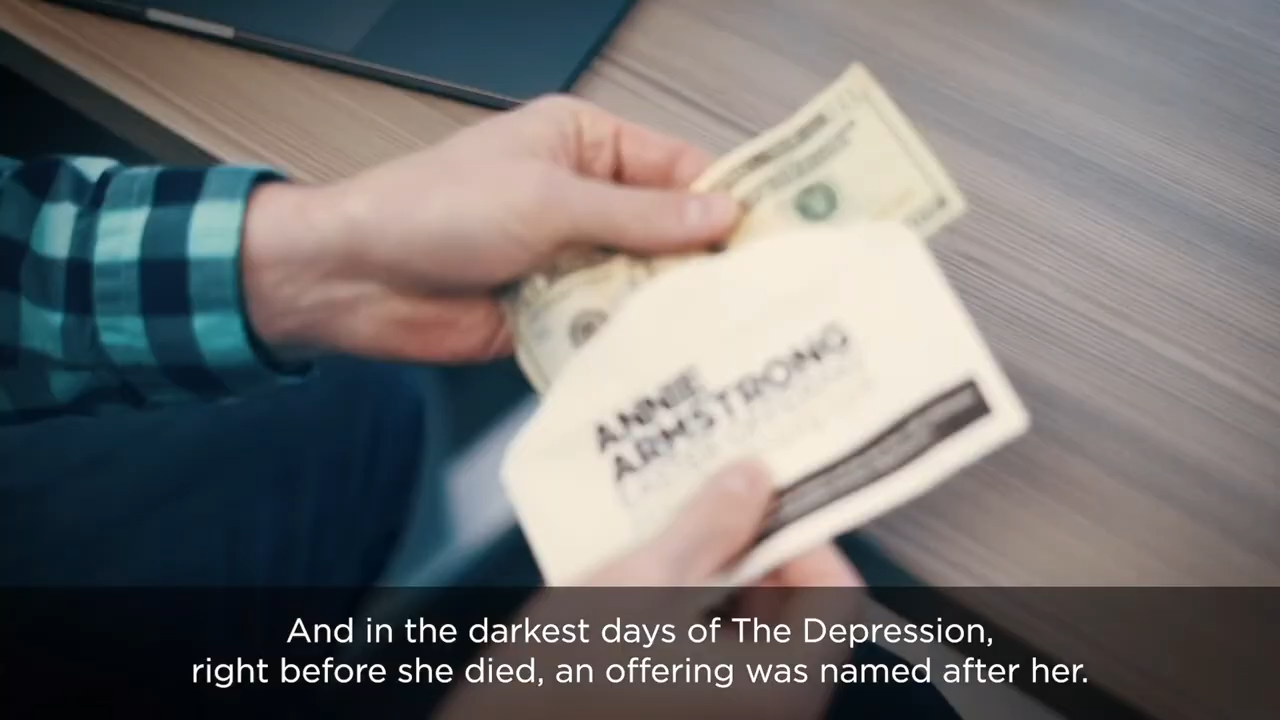 ANNIE
ARMSTRONG
And in the darkest days of The Depression,
right before she died, an offering was named after her.